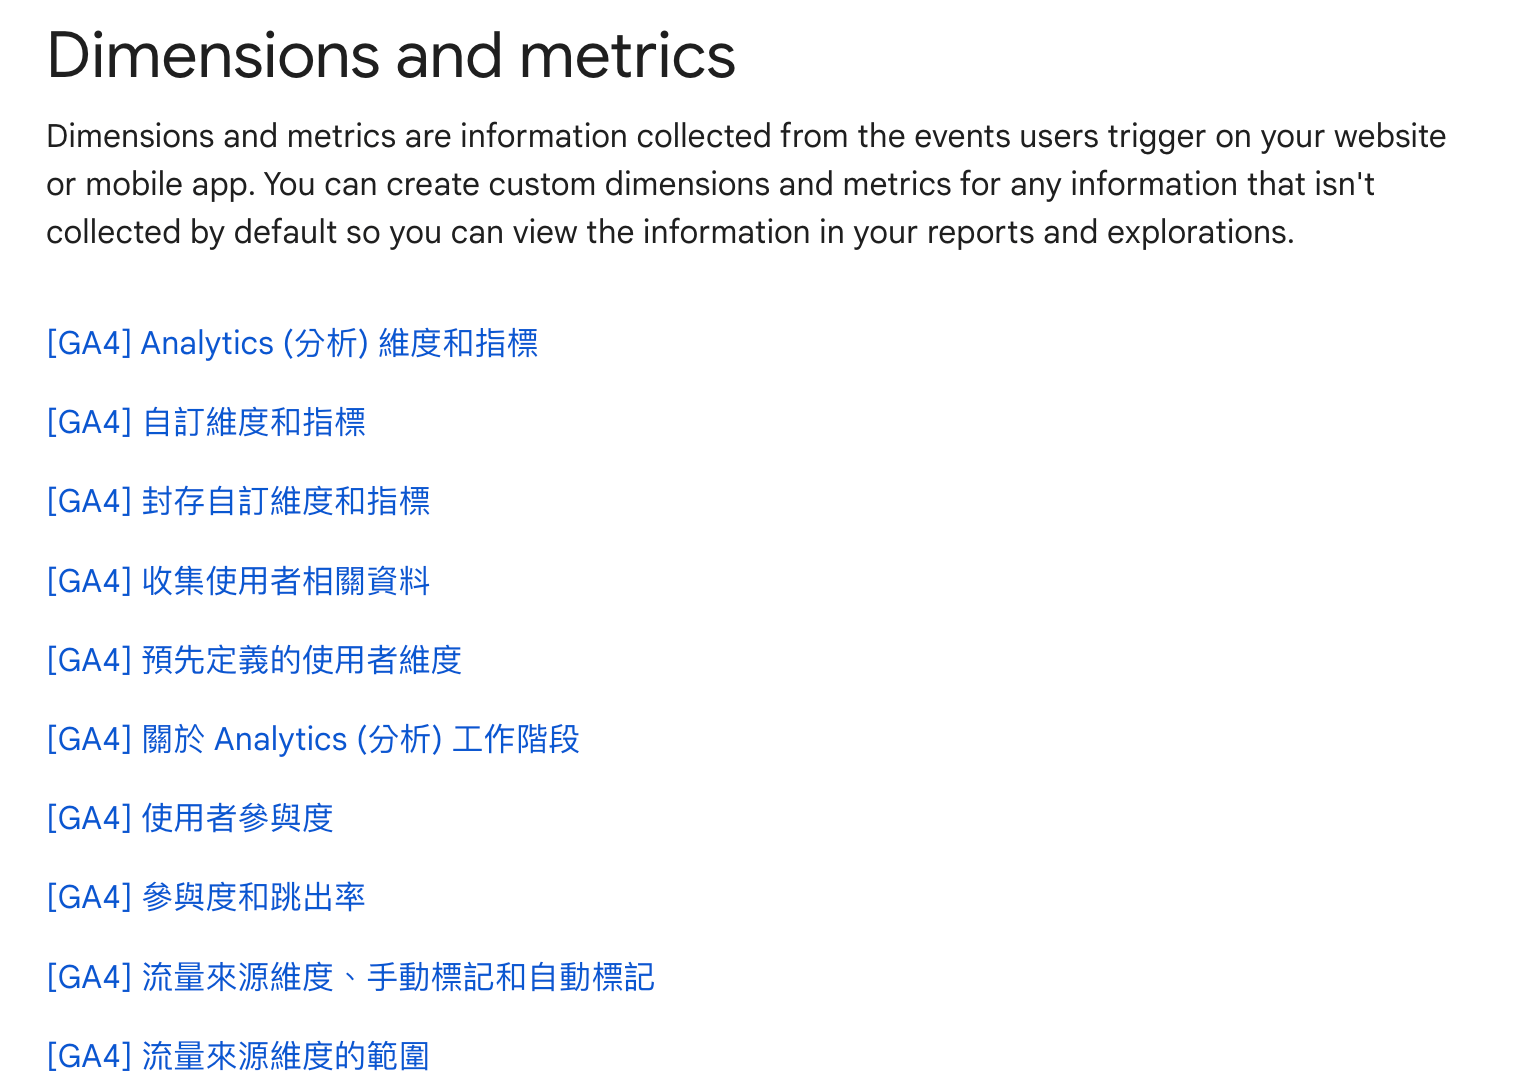 Dimensions and metrics
Dimensions and metrics are information collected from the events users trigger on your website
or mobile app. You can create custom dimensions and metrics for any information that isn't
collected by default so you can view the information in your reports and explorations.
[GA4] Analytics (分析) 維度和指標
[GA4] 自訂維度和指標
[GA4] 封存自訂維度和指標
[GA4] 收集使用者相關資料
[GA4] 預先定義的使用者維度
[GA4] 關於 Analytics (分析) 工作階段
[GA4] 使用者參與度
[GA4] 參與度和跳出率
[GA4] 流量來源維度、手動標記和自動標記
[GA4] 流量來源維度的範圍